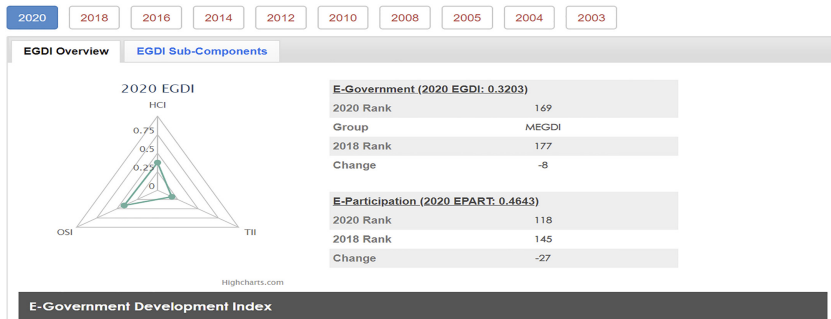 2020 2018 2016 2014 2012 2010 2008 2005 2004 2003
EGDI Overview EGDI Sub-Components
2020 EGDI
HCI
0.75
0.5
0.25
0
OSI TII
Highcharts.com
E-Government (2020 EGDI: 0.3203)
2020 Rank 169
Group MEGDI
2018 Rank 177
Change -8
E-Participation (2020 EPART: 0.4643)
2020 Rank 118
2018 Rank 145
Change -27
E-Government Development Index